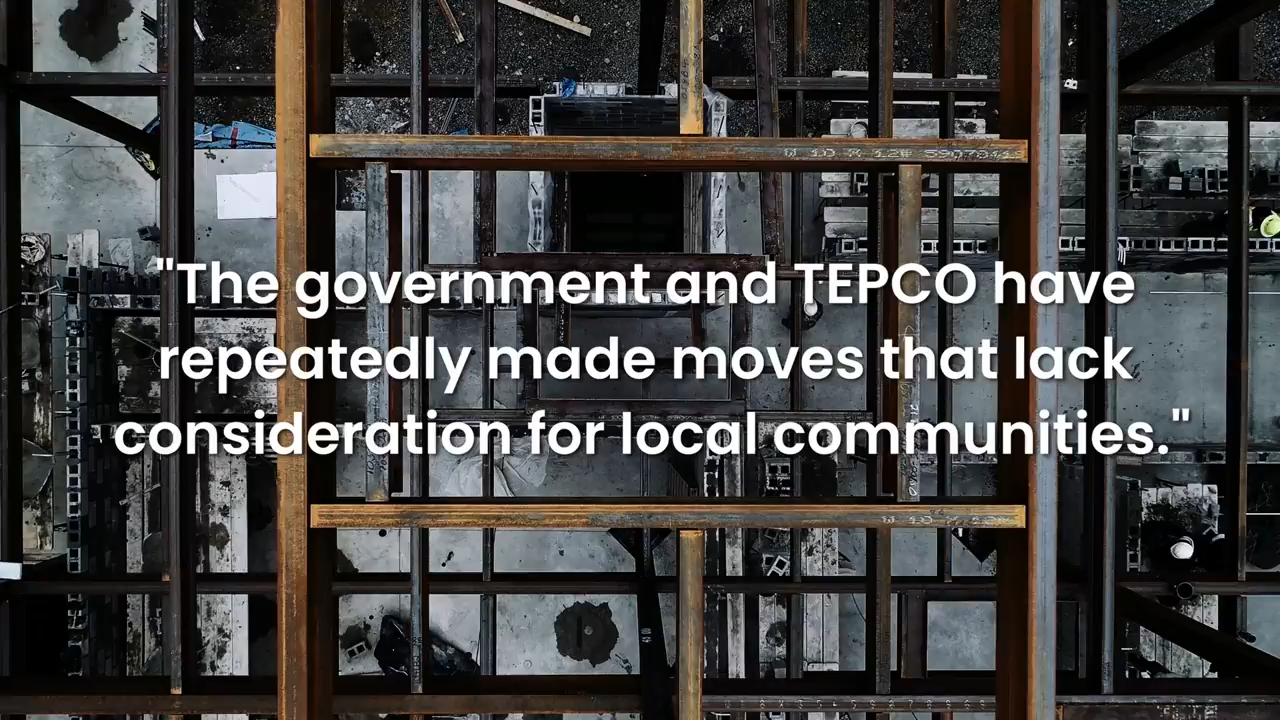 "The government and TEPCO have
repeatedly made moves that lack
consideration for local communities."